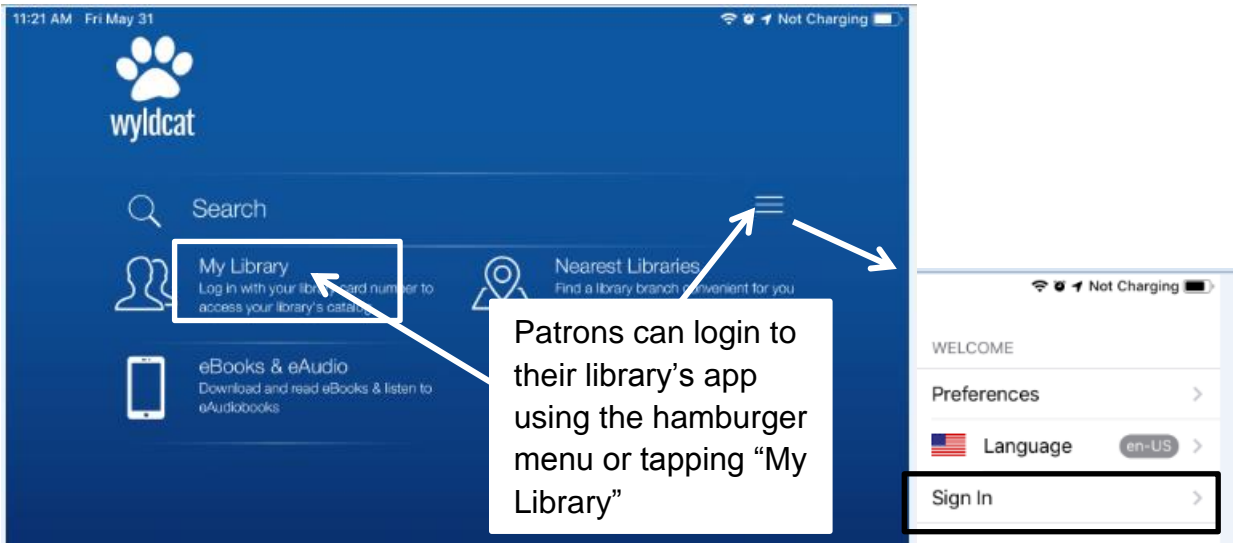 11:21 AM Fri May 31
Not Charging
wyldcat
Search
My Library
Log in with your library card number to
access your library's catalog
Nearest Libraries
Find a library branch convenient for you
eBooks & eAudio
Download and read eBooks & listen to
eAudiobooks
Patrons can login to
their library’s app
using the hamburger
menu or tapping “My
Library”
Not Charging
WELCOME
Preferences
Language en-US
Sign In